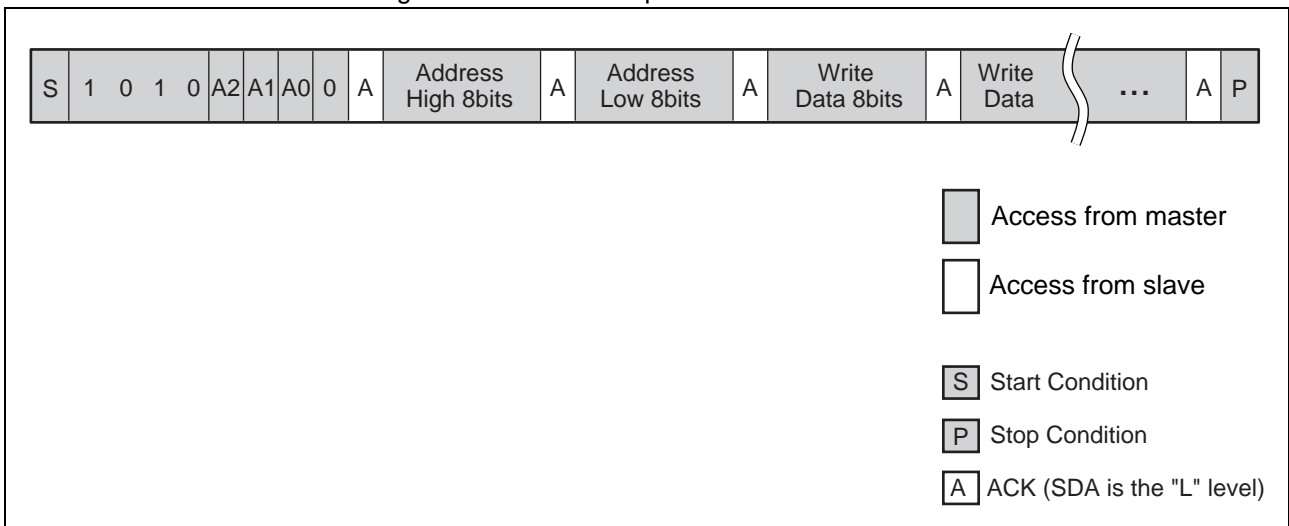 S 1 0 1 0 A2 A1 A0 0 A Address High 8bits A Address Low 8bits A Write Data 8bits A Write Data ... A P
Access from master
Access from slave
S Start Condition
P Stop Condition
A ACK (SDA is the "L" level)